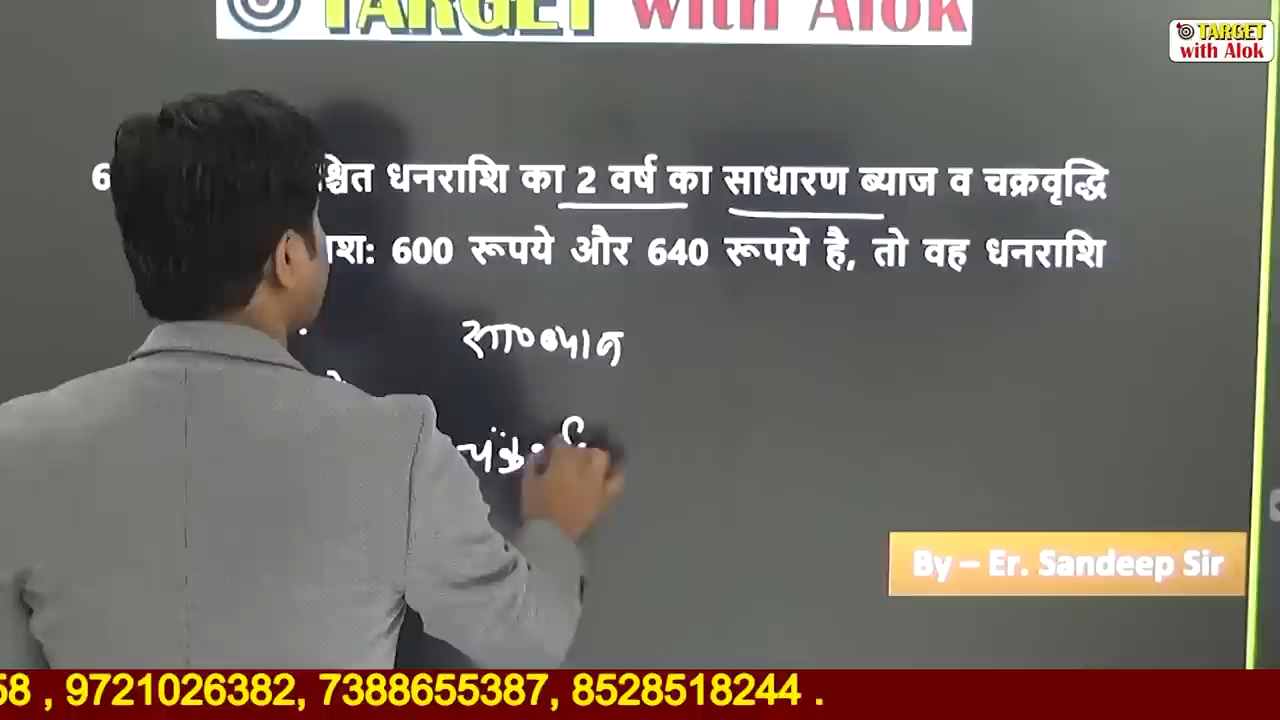 TARGET with Alok
TARGET
with Alok
6 श्चित धनराशि का 2 वर्ष का साधारण ब्याज व चक्रवृद्धि
शः 600 रूपये और 640 रूपये है, तो वह धनराशि
सा० ब्याज
By – Er. Sandeep Sir
58 , 9721026382, 7388655387, 8528518244 .